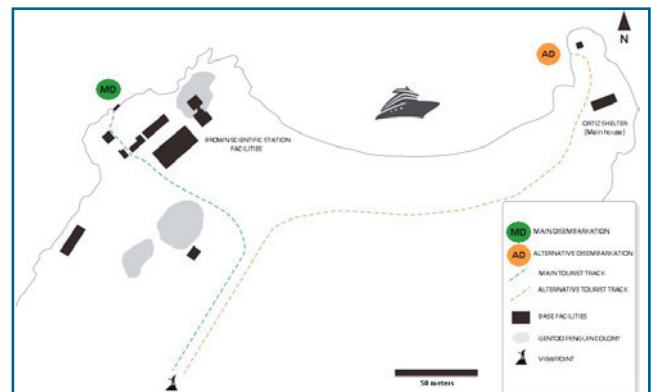 N
MD
AD
ORTIZ SHELTER
(Main house)
BROWN SCIENTIFIC STATION
FACILITIES
MD MAIN DISEMBARKATION
AD ALTERNATIVE DISEMBARKATION
MAIN TOURIST TRACK
ALTERNATIVE TOURIST TRACK
BASE FACILITIES
GENTOO PENGUIN COLONY
VIEWPOINT
50 meters